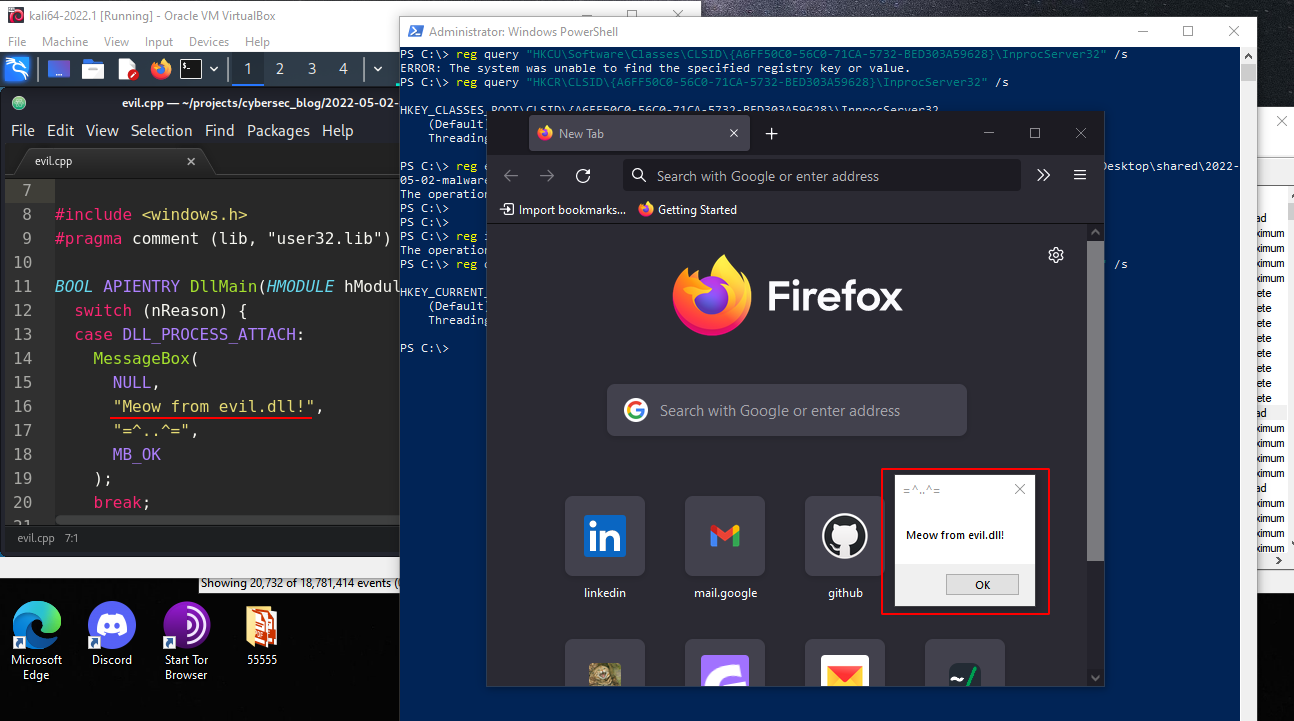 kali64-2022.1 [Running] - Oracle VM VirtualBox
File Machine View Input Devices Help
1 2 3 4
evil.cpp — ~/projects/cybersec_blog/2022-05-02-
File Edit View Selection Find Packages Help
evil.cpp
7
8 #include <windows.h>
9 #pragma comment (lib, "user32.lib")
10
11 BOOL APIENTRY DllMain(HMODULE hModul
12 switch (nReason) {
13 case DLL_PROCESS_ATTACH:
14 MessageBox(
15 NULL,
16 "Meow from evil.dll!",
17 "=^..^=",
18 MB_OK
19 );
20 break;
21
evil.cpp 7:1
Showing 20,732 of 18,781,414 events (
Microsoft
Edge
Discord
Start Tor
Browser
55555
Administrator: Windows PowerShell
PS C:\> reg query "HKCU\Software\Classes\CLSID\{A6FF50C0-56C0-71CA-5732-BED303A59628}\InprocServer32" /s
ERROR: The system was unable to find the specified registry key or value.
PS C:\> reg query "HKCR\CLSID\{A6FF50C0-56C0-71CA-5732-BED303A59628}\InprocServer32" /s
HKEY_CLASSES_ROOT\CLSID\{A6FF50C0-56C0-71CA-5732-BED303A59628}\InprocServer32
(Default)
Threading
PS C:\> reg e
Desktop\shared\2022-
05-02-malware
The operation
PS C:\>
PS C:\>
PS C:\> reg i
The operation
PS C:\> reg q
/s
HKEY_CURRENT_
(Default)
Threading
PS C:\>
New Tab
Search with Google or enter address
Import bookmarks... Getting Started
Firefox
Search with Google or enter address
linkedin
mail.google
github
=^..^=
Meow from evil.dll!
OK
ad
ximum
ximum
ximum
ximum
ete
ete
ete
ete
ete
ete
ete
ete
ad
ximum
ximum
ximum
ximum
ad
ximum
ximum
ximum
ximum